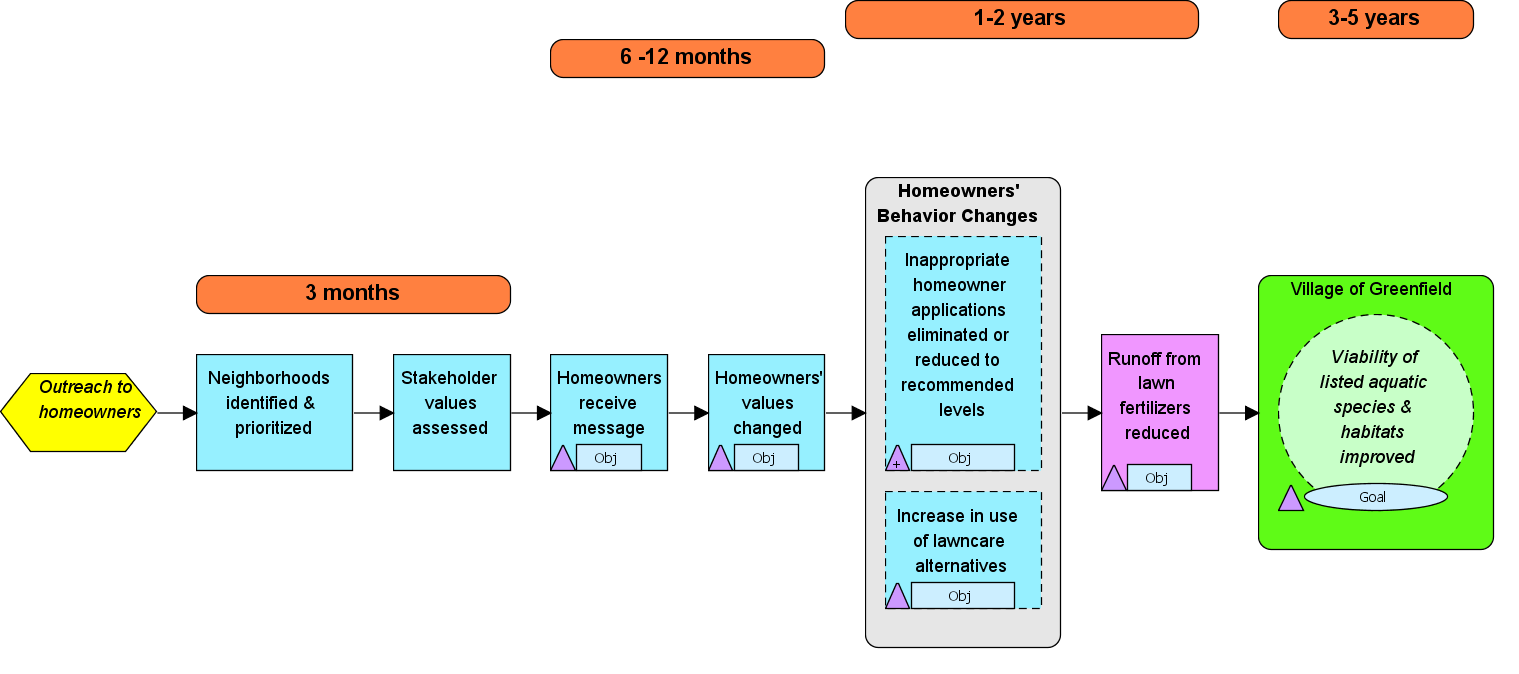 1-2 years
3-5 years
6 -12 months
3 months
Outreach to
homeowners
Neighborhoods
identified &
prioritized
Stakeholder
values
assessed
Homeowners
receive
message
Obj
Homeowners'
values
changed
Obj
Homeowners'
Behavior Changes
Inappropriate
homeowner
applications
eliminated or
reduced to
recommended
levels
+
Obj
Increase in use
of lawncare
alternatives
Obj
Runoff from
lawn
fertilizers
reduced
Obj
Village of Greenfield
Viability of
listed aquatic
species &
habitats
improved
Goal